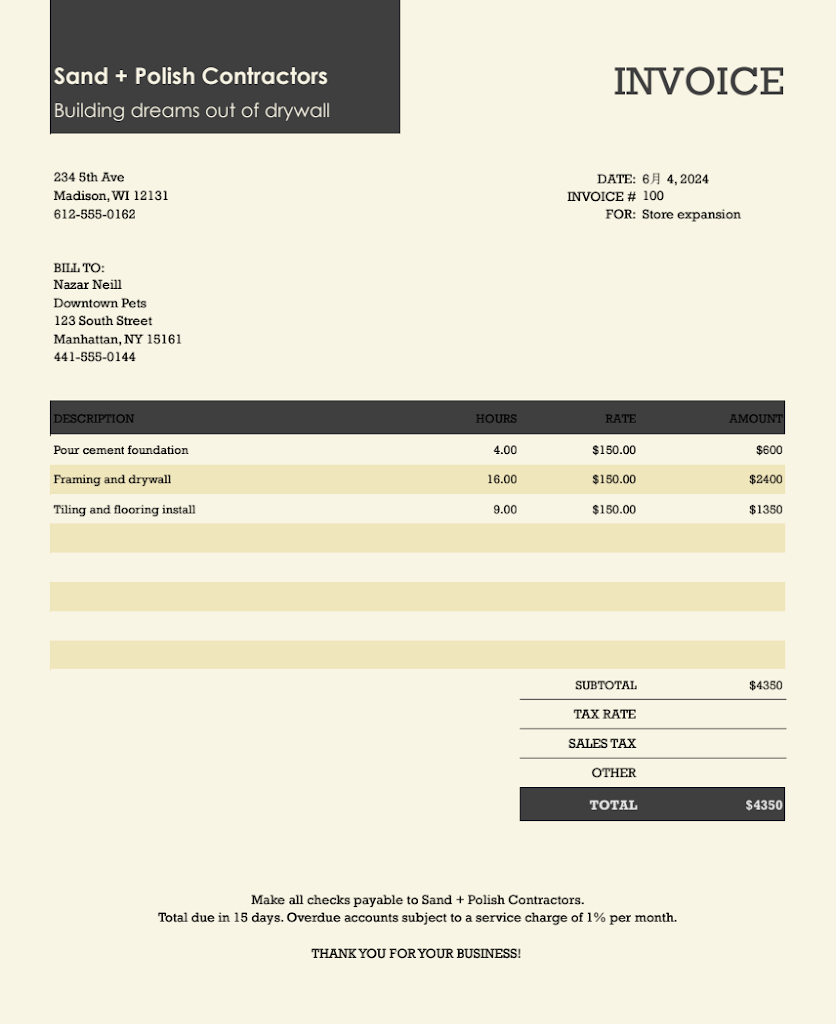 Sand + Polish Contractors
Building dreams out of drywall
INVOICE
234 5th Ave
Madison, WI 12131
612-555-0162
DATE: 6月 4, 2024
INVOICE # 100
FOR: Store expansion
BILL TO:
Nazar Neill
Downtown Pets
123 South Street
Manhattan, NY 15161
441-555-0144
DESCRIPTION HOURS RATE AMOUNT
Pour cement foundation 4.00 $150.00 $600
Framing and drywall 16.00 $150.00 $2400
Tiling and flooring install 9.00 $150.00 $1350
SUBTOTAL $4350
TAX RATE
SALES TAX
OTHER
TOTAL $4350
Make all checks payable to Sand + Polish Contractors.
Total due in 15 days. Overdue accounts subject to a service charge of 1% per month.
THANK YOU FOR YOUR BUSINESS!